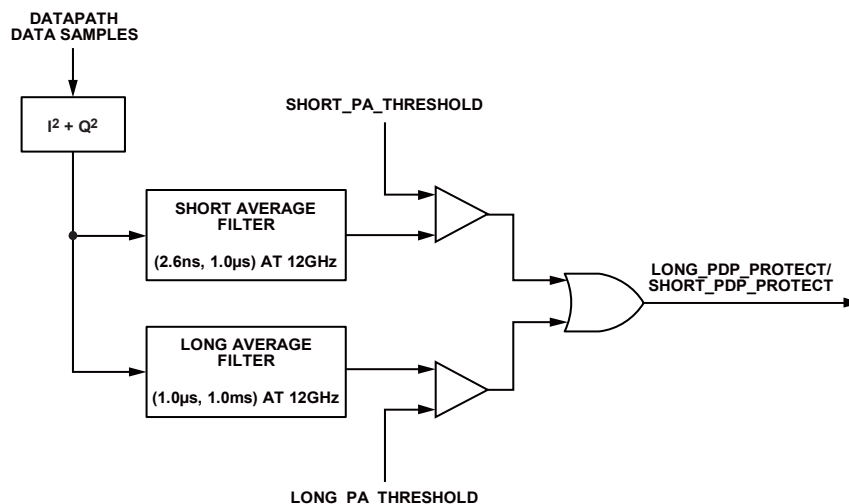 DATAPATH
DATA SAMPLES
I² + Q²
SHORT_PA_THRESHOLD
SHORT AVERAGE
FILTER
(2.6ns, 1.0µs) AT 12GHz
LONG_PDP_PROTECT/
SHORT_PDP_PROTECT
LONG AVERAGE
FILTER
(1.0µs, 1.0ms) AT 12GHz
LONG_PA_THRESHOLD